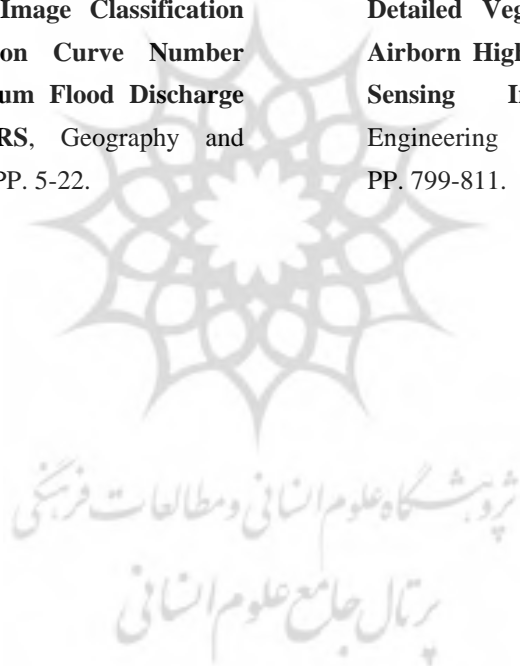 Image Classification
on Curve Number
um Flood Discharge
RS, Geography and
PP. 5-22.
Detailed Veg
Airborn High
Sensing I
Engineering
PP. 799-811.
پژوهشگاه علوم انسانی و مطالعات فرهنگی
پرتال جامع علوم انسانی